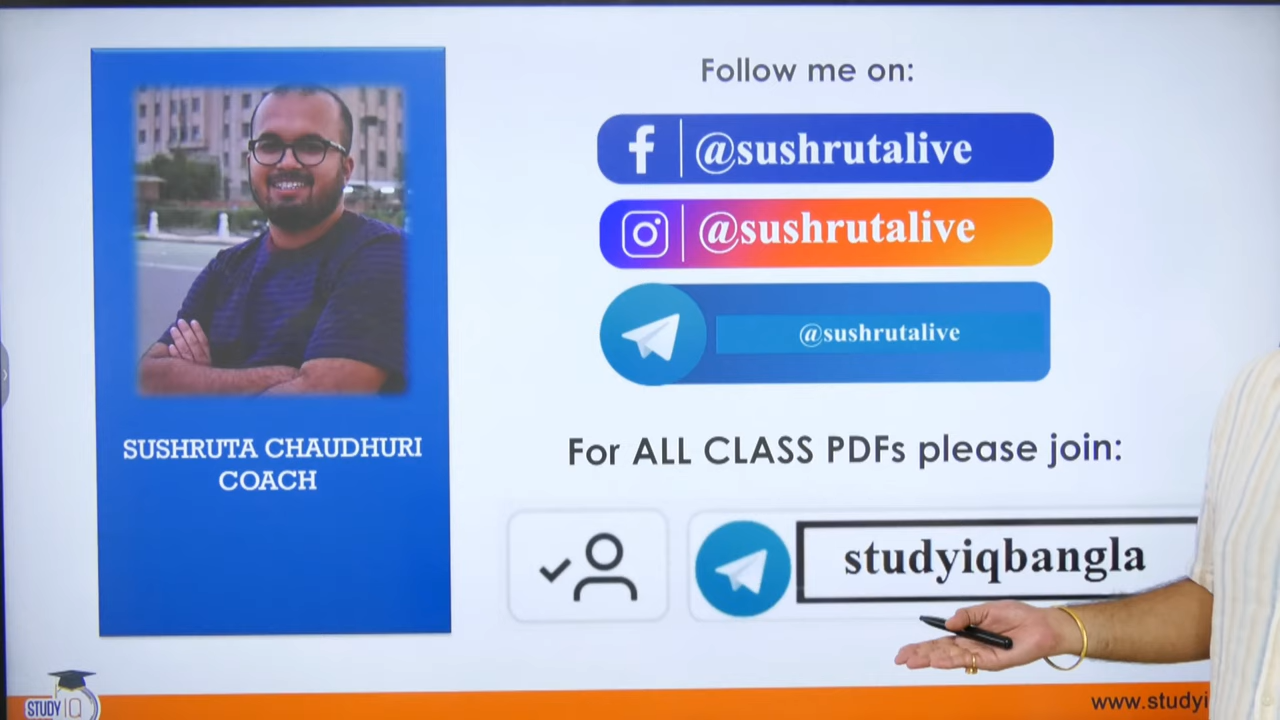 Follow me on:
@sushrutalive
@sushrutalive
@sushrutalive
SUSHRUTA CHAUDHURI
COACH
For ALL CLASS PDFs please join:
studyiqbangla
STUDY IQ
www.studyi